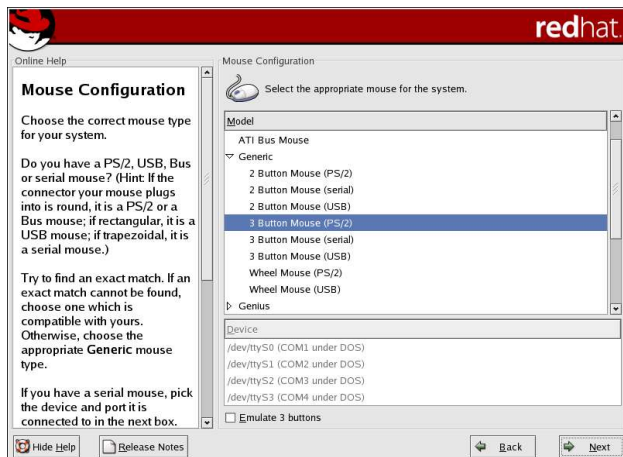 redhat.
Online Help
Mouse Configuration
Choose the correct mouse type
for your system.
Do you have a PS/2, USB, Bus
or serial mouse? (Hint: If the
connector your mouse plugs
into is round, it is a PS/2 or a
Bus mouse; if rectangular, it is a
USB mouse; if trapezoidal, it is
a serial mouse.)
Try to find an exact match. If an
exact match cannot be found,
choose one which is
compatible with yours.
Otherwise, choose the
appropriate Generic mouse
type.
If you have a serial mouse, pick
the device and port it is
connected to in the next box.
Mouse Configuration
Select the appropriate mouse for the system.
Model
ATI Bus Mouse
Generic
2 Button Mouse (PS/2)
2 Button Mouse (serial)
2 Button Mouse (USB)
3 Button Mouse (PS/2)
3 Button Mouse (serial)
3 Button Mouse (USB)
Wheel Mouse (PS/2)
Wheel Mouse (USB)
Genius
Device
/dev/ttyS0 (COM1 under DOS)
/dev/ttyS1 (COM2 under DOS)
/dev/ttyS2 (COM3 under DOS)
/dev/ttyS3 (COM4 under DOS)
Emulate 3 buttons
Hide Help
Release Notes
Back
Next